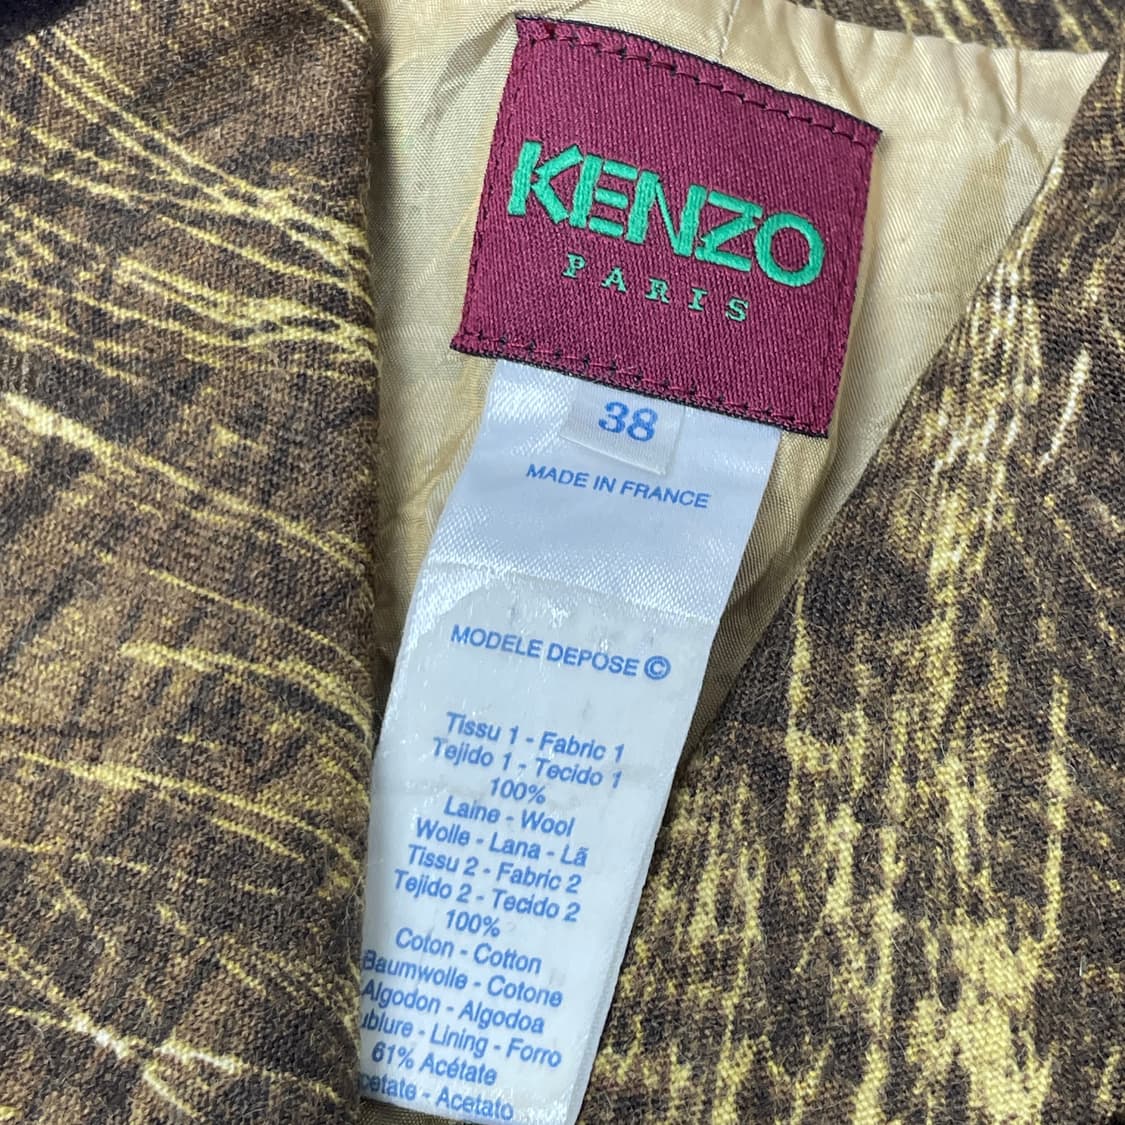 KENZO
PARIS
38
MADE IN FRANCE
MODELE DEPOSE ©
Tissu 1 - Fabric 1
Tejido 1 - Tecido 1
100%
Laine - Wool
Wolle - Lana - Lã
Tissu 2 - Fabric 2
Tejido 2 - Tecido 2
100%
Coton - Cotton
Baumwolle - Cotone
Algodon - Algodoa
ublure - Lining - Forro
61% Acétate
cetate - Acetato